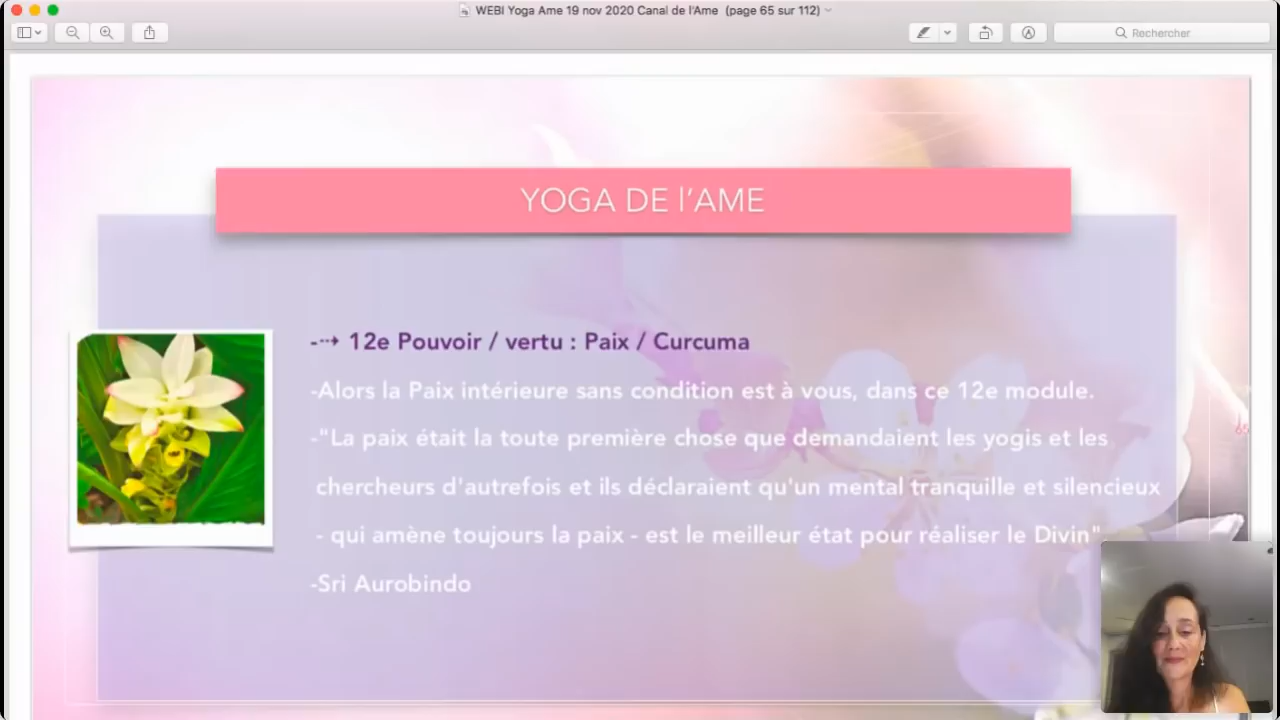 WEBI Yoga Ame 19 nov 2020 Canal de l'Ame (page 65 sur 112)
Rechercher
YOGA DE l'AME
-⇢ 12e Pouvoir / vertu : Paix / Curcuma
-Alors la Paix intérieure sans condition est à vous, dans ce 12e module.
-"La paix était la toute première chose que demandaient les yogis et les
chercheurs d'autrefois et ils déclaraient qu'un mental tranquille et silencieux
- qui amène toujours la paix - est le meilleur état pour réaliser le Divin"
-Sri Aurobindo